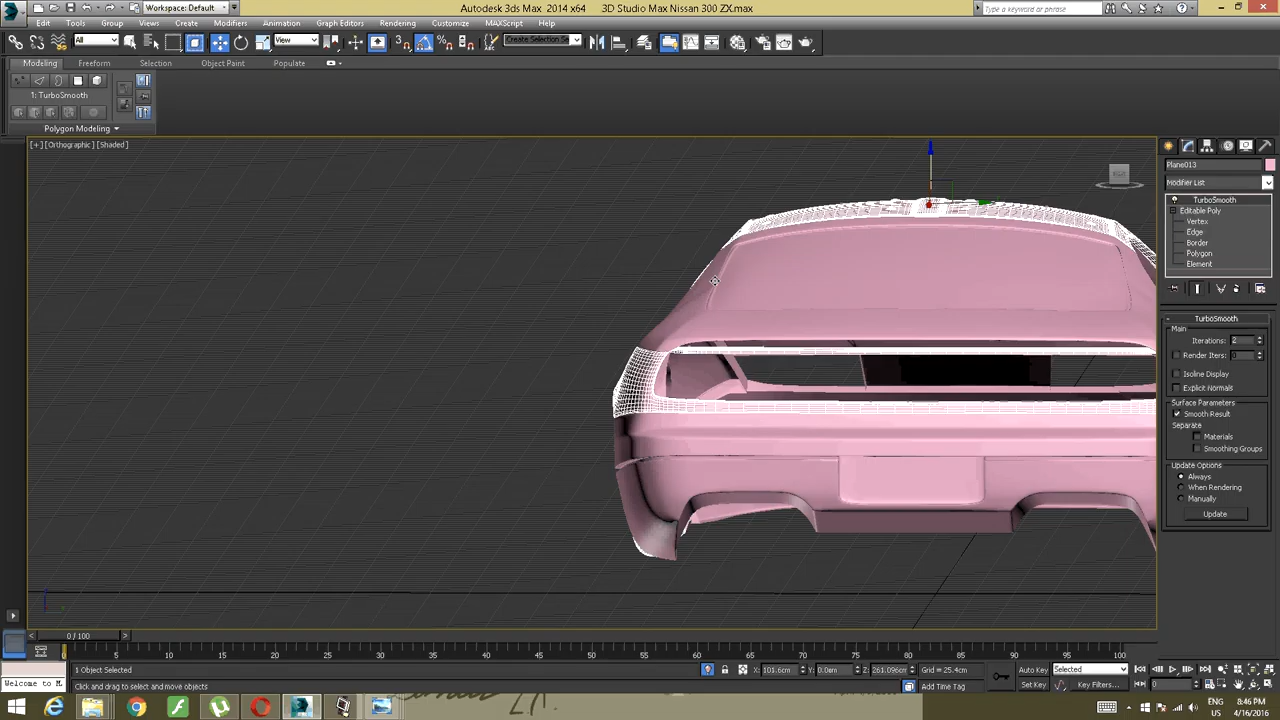 Workspace: Default
Autodesk 3ds Max 2014 x64 3D Studio Max Nissan 300 ZX.max
Type a keyword or phrase
Edit Tools Group Views Create Modifiers Animation Graph Editors Rendering Customize MAXScript Help
All View Create Selection Se
Modeling Freeform Selection Object Paint Populate
1: TurboSmooth
Polygon Modeling
[+] [Orthographic] [Shaded]
Plane013
Modifier List
TurboSmooth
Editable Poly
Vertex
Edge
Border
Polygon
Element
TurboSmooth
Main
Iterations: 2
Render Iters: 0
Isoline Display
Explicit Normals
Surface Parameters
Smooth Result
Separate
Materials
Smoothing Groups
Update Options
Always
When Rendering
Manually
Update
0 / 100
0 5 10 15 20 25 30 35 40 45 50 55 60 65 70 75 80 85 90 95 100
1 Object Selected X: 101.6cm Y: 0.0cm Z: 261.096cm Grid = 25.4cm Auto Key Selected
Welcome to M. Click and drag to select and move objects Add Time Tag Set Key Key Filters... 0
8:46 PM
US 4/16/2016